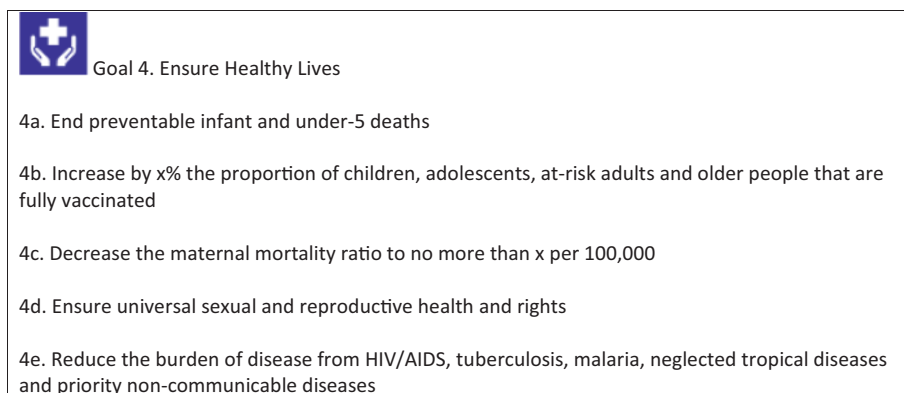 Goal 4. Ensure Healthy Lives
4a. End preventable infant and under-5 deaths
4b. Increase by x% the proportion of children, adolescents, at-risk adults and older people that are
fully vaccinated
4c. Decrease the maternal mortality ratio to no more than x per 100,000
4d. Ensure universal sexual and reproductive health and rights
4e. Reduce the burden of disease from HIV/AIDS, tuberculosis, malaria, neglected tropical diseases
and priority non-communicable diseases